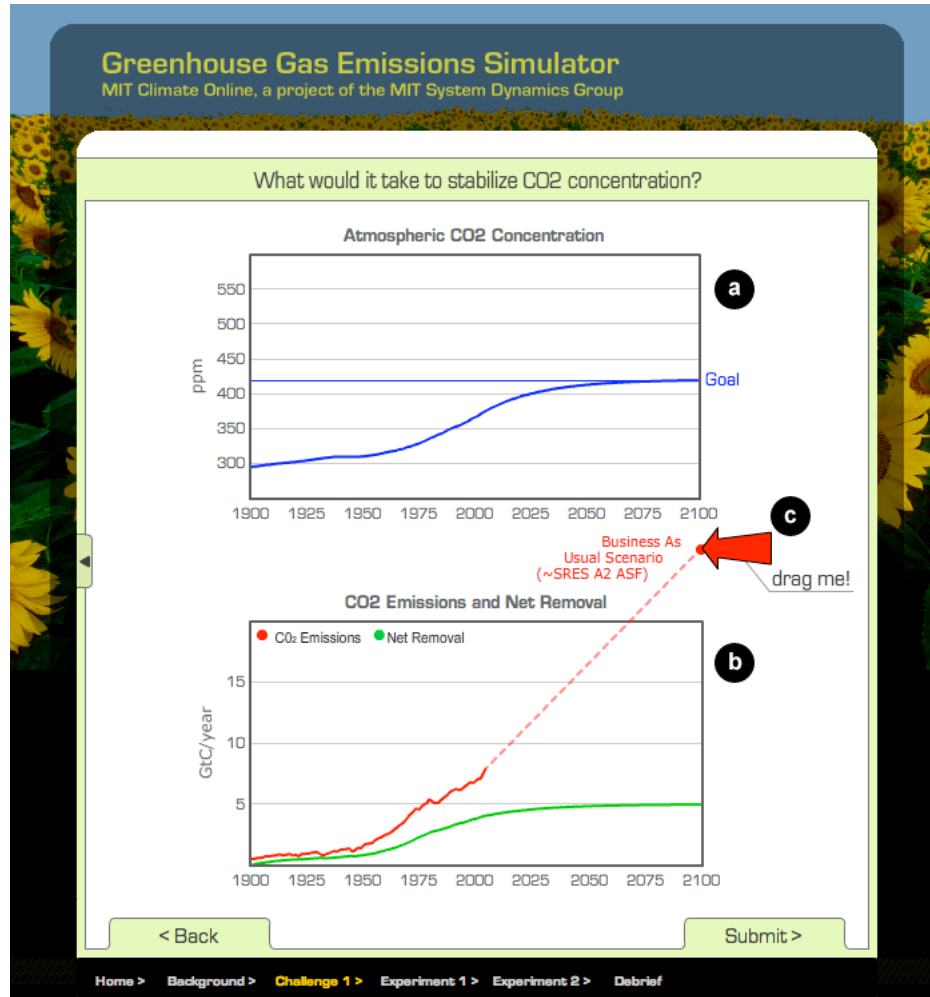 Greenhouse Gas Emissions Simulator
MIT Climate Online, a project of the MIT System Dynamics Group
What would it take to stabilize CO2 concentration?
Atmospheric CO2 Concentration
a
550
500
450
400
350
300
ppm
Goal
1900 1925 1950 1975 2000 2025 2050 2075 2100
c
Business As
Usual Scenario
(~SRES A2 ASF)
drag me!
CO2 Emissions and Net Removal
C0₂ Emissions Net Removal
b
15
10
5
GtC/year
1900 1925 1950 1975 2000 2025 2050 2075 2100
< Back
Submit >
Home > Background > Challenge 1 > Experiment 1 > Experiment 2 > Debrief